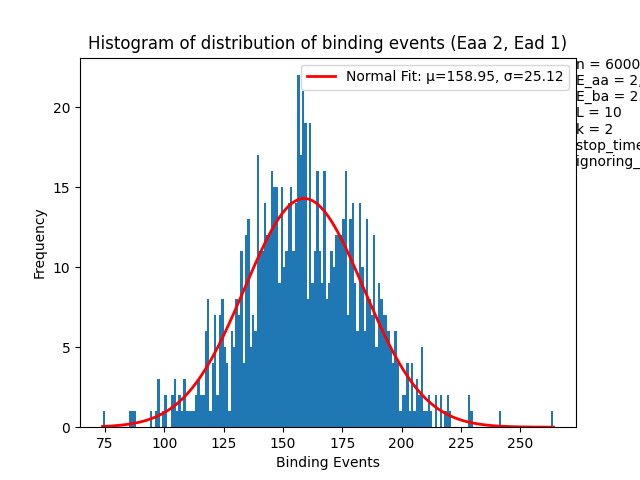 Histogram of distribution of binding events (Eaa 2, Ead 1)
Normal Fit: μ=158.95, σ=25.12
n = 6000
E_aa = 2,
E_ba = 2
L = 10
k = 2
stop_time
ignoring_
Frequency
20
15
10
5
0
75 100 125 150 175 200 225 250
Binding Events